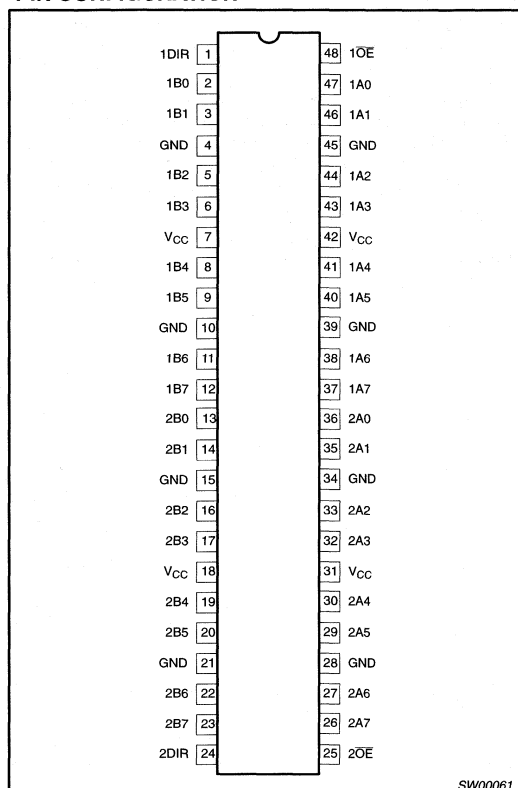 1DIR 1 48 1O̅E̅
1B0 2 47 1A0
1B1 3 46 1A1
GND 4 45 GND
1B2 5 44 1A2
1B3 6 43 1A3
VCC 7 42 VCC
1B4 8 41 1A4
1B5 9 40 1A5
GND 10 39 GND
1B6 11 38 1A6
1B7 12 37 1A7
2B0 13 36 2A0
2B1 14 35 2A1
GND 15 34 GND
2B2 16 33 2A2
2B3 17 32 2A3
VCC 18 31 VCC
2B4 19 30 2A4
2B5 20 29 2A5
GND 21 28 GND
2B6 22 27 2A6
2B7 23 26 2A7
2DIR 24 25 2O̅E̅
SW00061